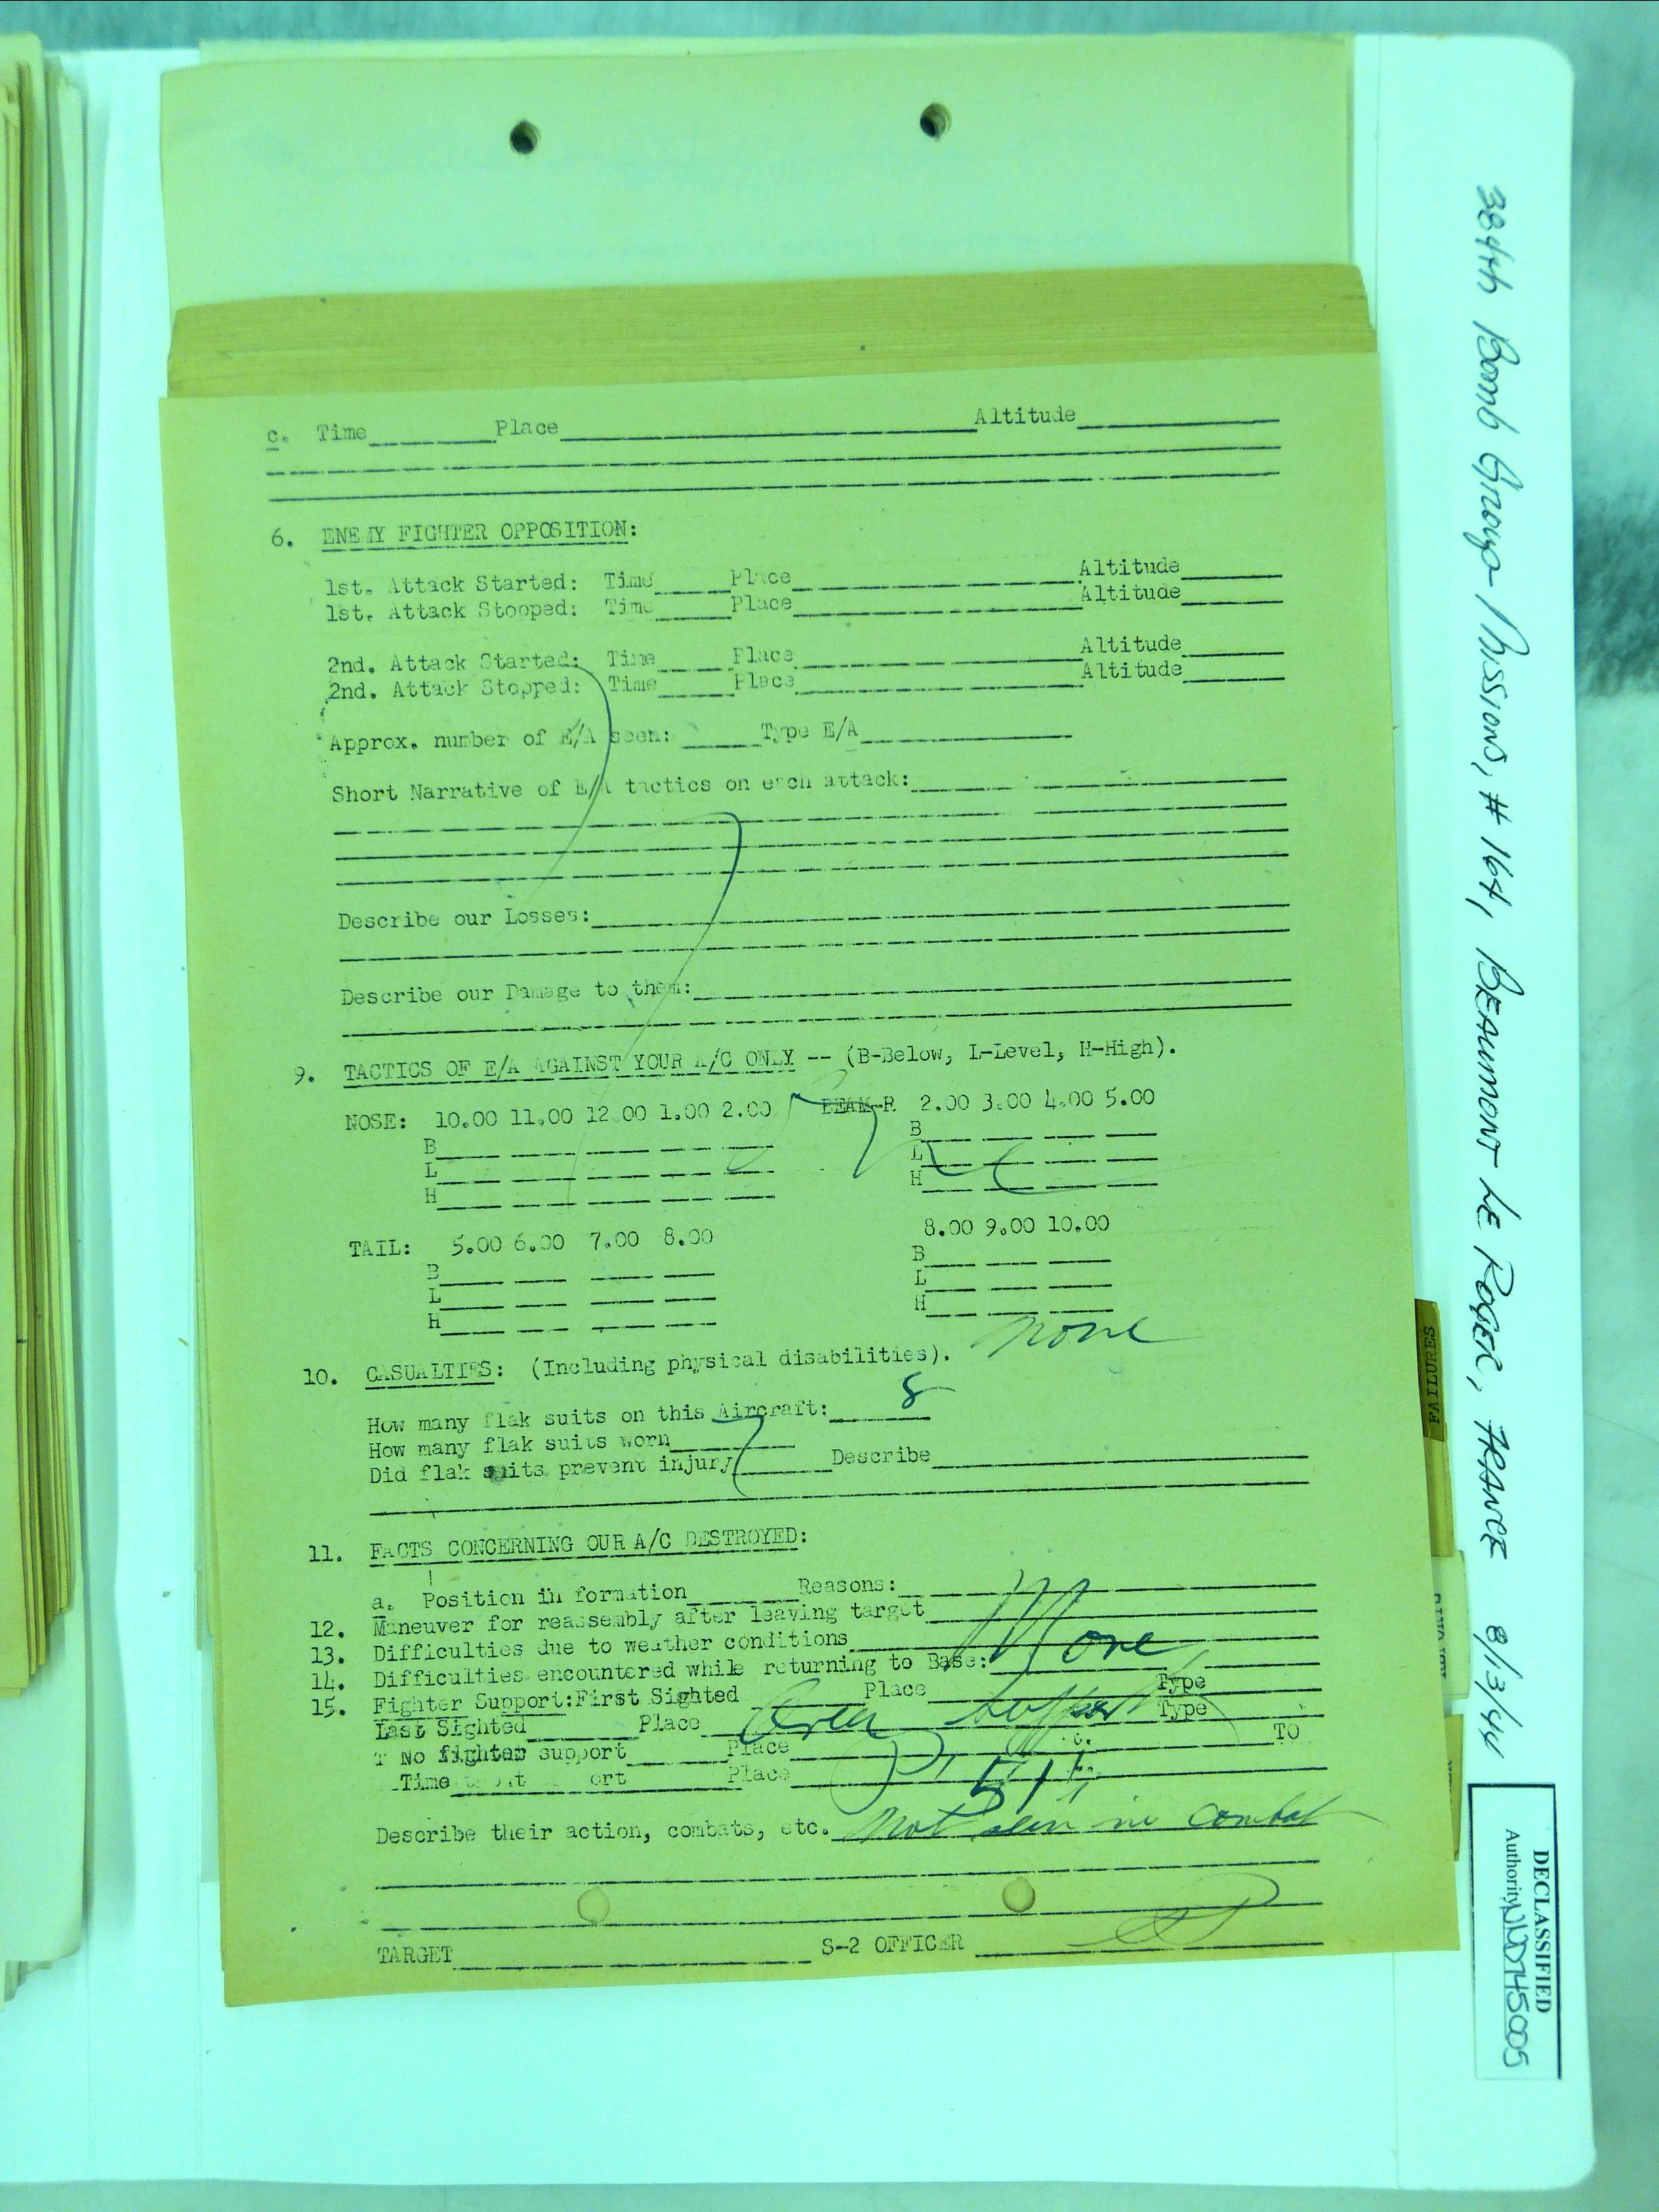 c. Time Place Altitude
6. ENEMY FIGHTER OPPOSITION:
1st. Attack Started: Time Place Altitude
1st. Attack Stooped: Time Place Altitude
2nd. Attack Started: Time Place Altitude
2nd. Attack Stopped: Time Place Altitude
Approx. number of E/A seen: Type E/A
Short Narrative of E/A tactics on each attack:
Describe our Losses:
Describe our Damage to them:
9. TACTICS OF E/A AGAINST YOUR A/C ONLY -- (B-Below, L-Level, H-High).
NOSE: 10.00 11.00 12.00 1.00 2.00 BEAM-R 2.00 3.00 4.00 5.00
B B
L L
H H
TAIL: 5.00 6.00 7.00 8.00 8.00 9.00 10.00
B B
L L
H H
10. CASUALTIES: (Including physical disabilities). none
How many flak suits on this Aircraft: 8
How many flak suits worn
Did flak suits prevent injury Describe
11. FACTS CONCERNING OUR A/C DESTROYED:
a. Position in formation Reasons:
12. Maneuver for reassembly after leaving target
13. Difficulties due to weather conditions None
14. Difficulties encountered while returning to Base:
15. Fighter Support: First Sighted Place Type
Last Sighted Place Area support Type
T No fighter support Place TO
Time Place P 51
Describe their action, combats, etc. Not seen in combat
TARGET S-2 OFFICER
384th Bomb Group - Missions, # 164, BEAUMONT LE ROGER, FRANCE 8/13/44
FAILURES
DECLASSIFIED
Authority NND745005